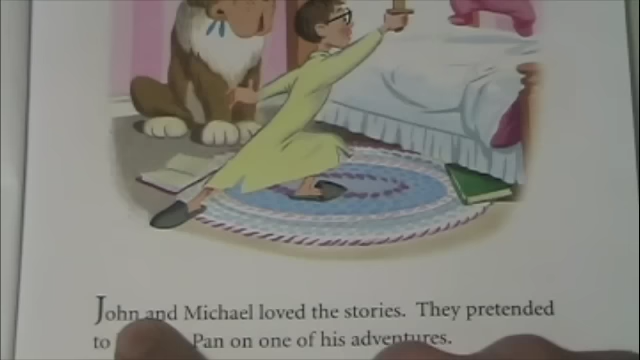 John and Michael loved the stories. They pretended
to Pan on one of his adventures.